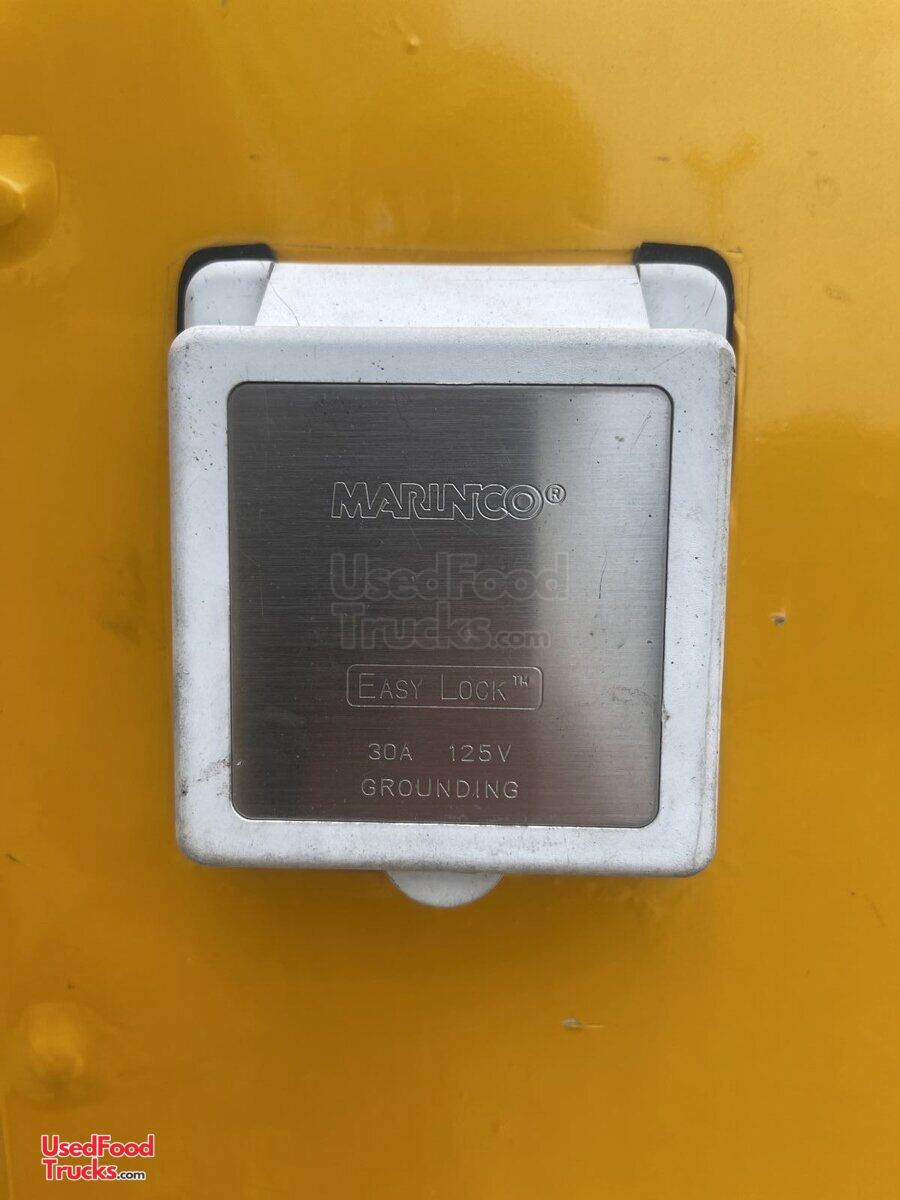 MARINCO®
UsedFood
Trucks.com
EASY LOCK™
30A 125V
GROUNDING
UsedFood
Trucks.com